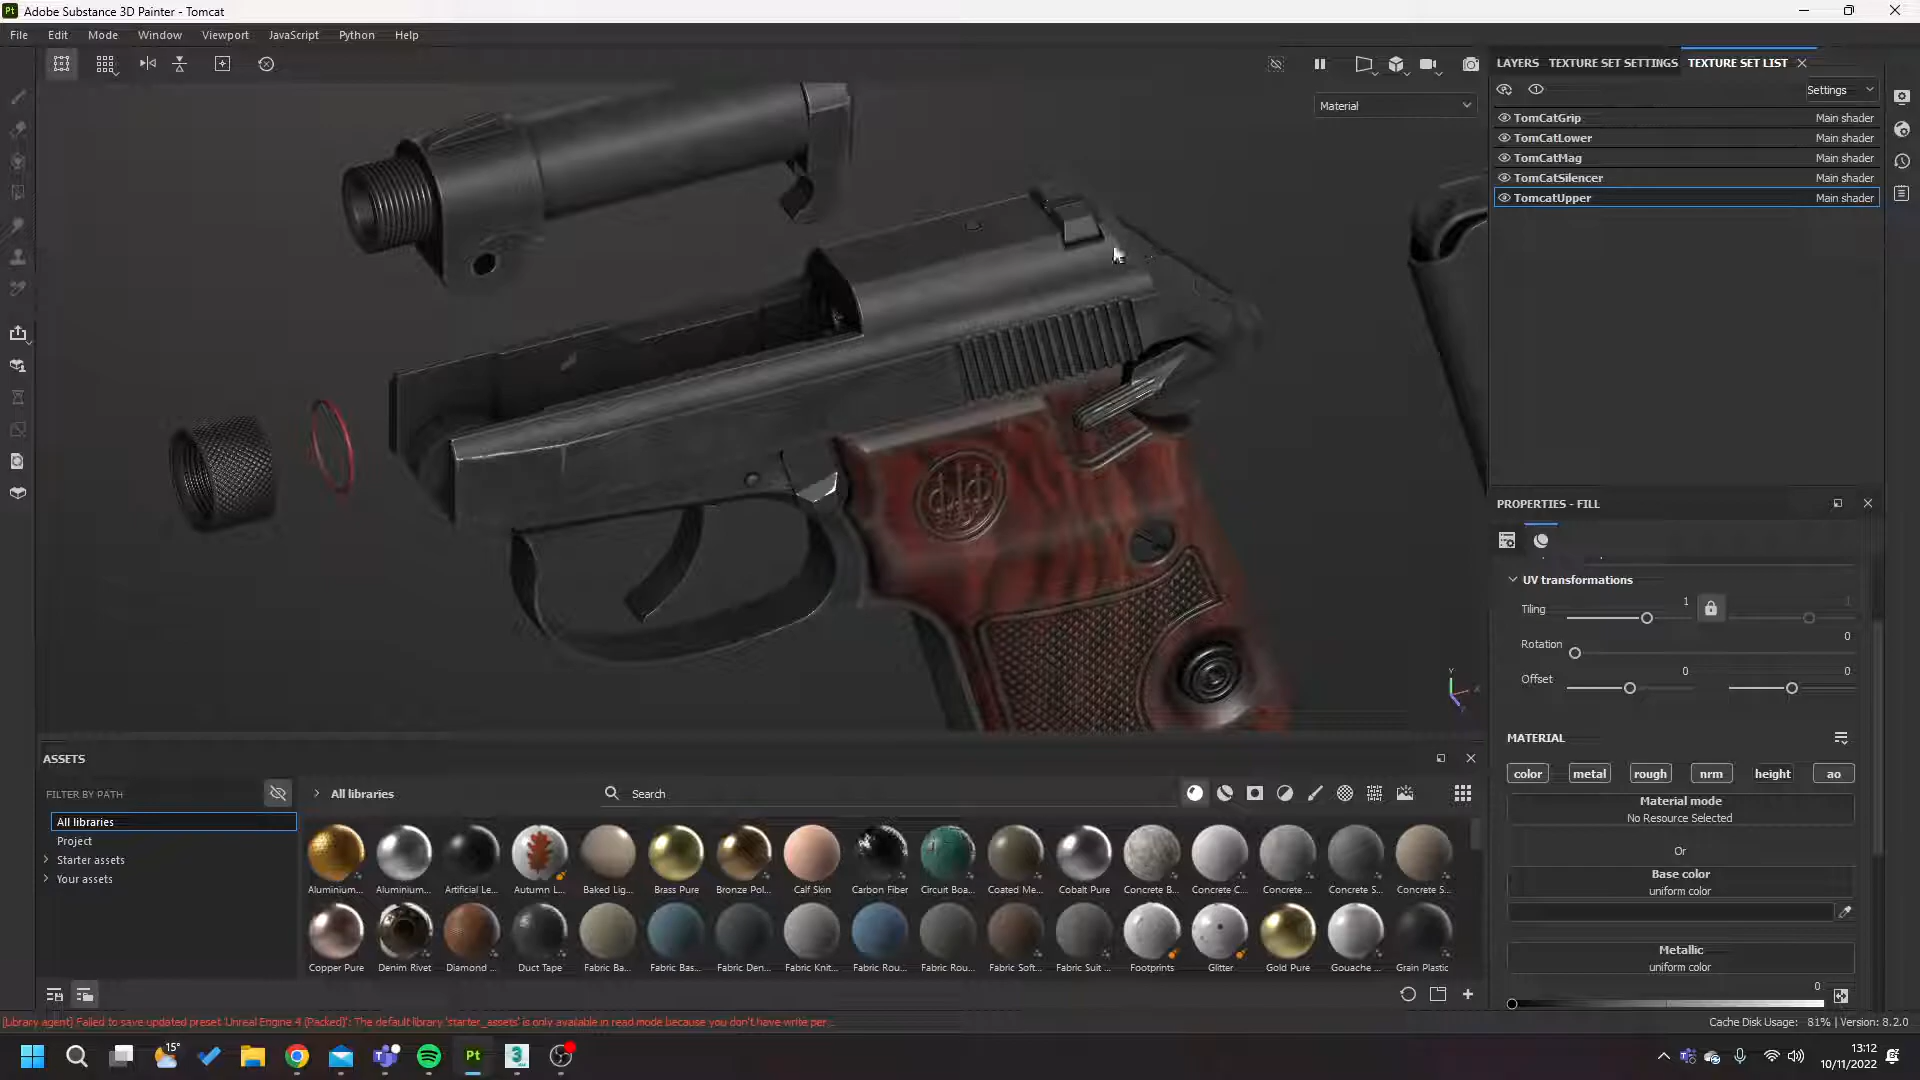 Adobe Substance 3D Painter - Tomcat
File Edit Mode Window Viewport JavaScript Python Help
LAYERS TEXTURE SET SETTINGS TEXTURE SET LIST
Settings
Material
TomCatGrip Main shader
TomCatLower Main shader
TomCatMag Main shader
TomCatSilencer Main shader
TomcatUpper Main shader
PROPERTIES - FILL
UV transformations
Tiling 1 1
Rotation 0
Offset 0 0
MATERIAL
color metal rough nrm height ao
Material mode
No Resource Selected
Or
Base color
uniform color
Metallic
uniform color
0
Y
X
ASSETS
FILTER BY PATH
All libraries
Search
All libraries
Project
Starter assets
Your assets
Aluminium... Aluminium... Artificial Le... Autumn L... Baked Lig... Brass Pure Bronze Pol... Calf Skin Carbon Fiber Circuit Boa... Coated Me... Cobalt Pure Concrete B... Concrete C... Concrete ... Concrete S... Concrete S...
Copper Pure Denim Rivet Diamond ... Duct Tape Fabric Ba... Fabric Bas... Fabric Den... Fabric Knit... Fabric Rou... Fabric Rou... Fabric Soft... Fabric Suit ... Footprints Glitter Gold Pure Gouache ... Grain Plastic
[Library agent] Failed to save updated preset 'Unreal Engine 4 (Packed)': The default library 'starter_assets' is only available in read mode because you don't have write per...
Cache Disk Usage: 81% | Version: 8.2.0
15°
Pt
3
13:12
10/11/2022